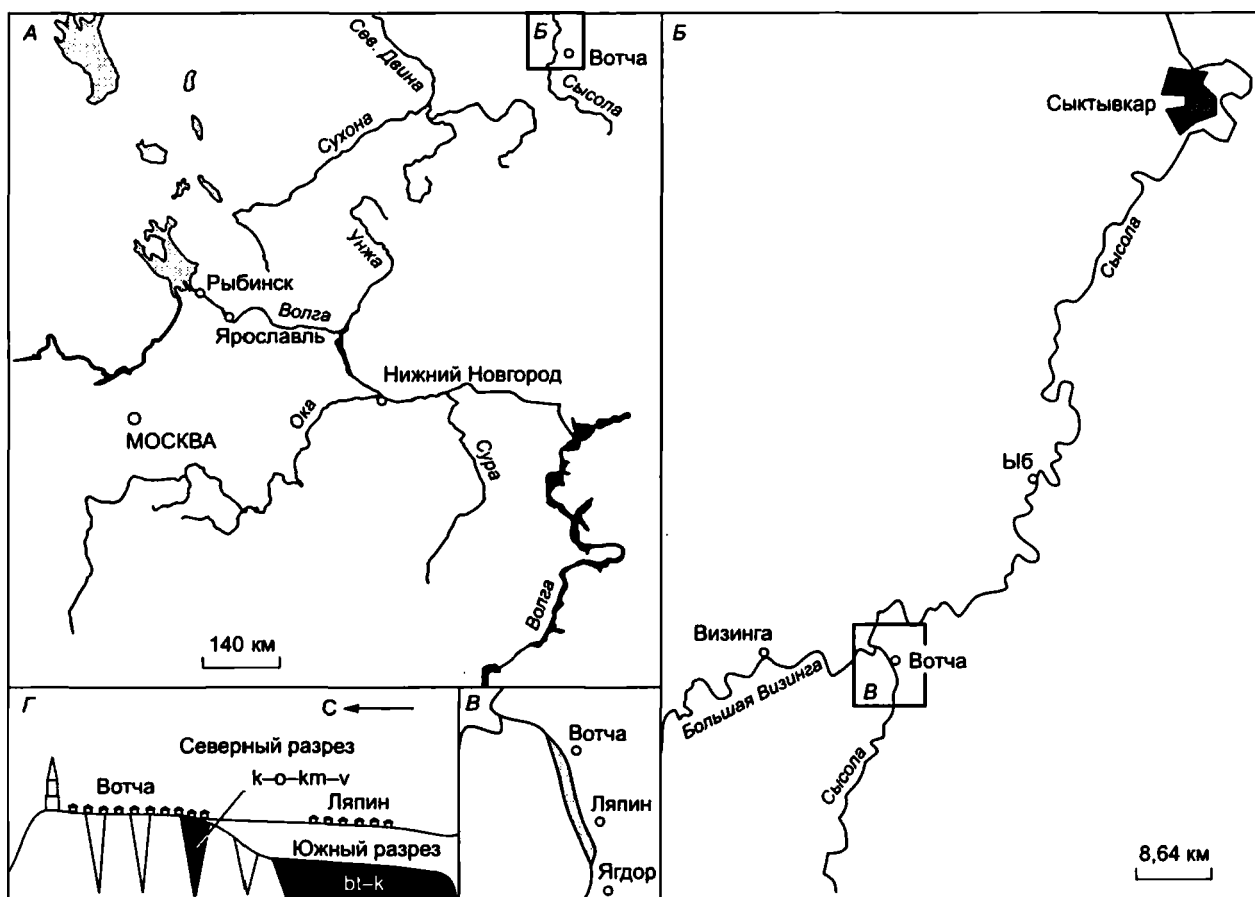 А
Сев. Двина
Б
Вотча
Сысола
Сухона
Унжа
Рыбинск
Волга
Ярославль
Нижний Новгород
Ока
МОСКВА
Сура
Волга
140 км
Б
Сыктывкар
Сысола
Ыб
Визинга
Вотча
В
Большая Визинга
Сысола
8,64 км
Г
С
Северный разрез
Вотча
k–o–km–v
Ляпин
Южный разрез
bt–k
В
Вотча
Ляпин
Ягдор